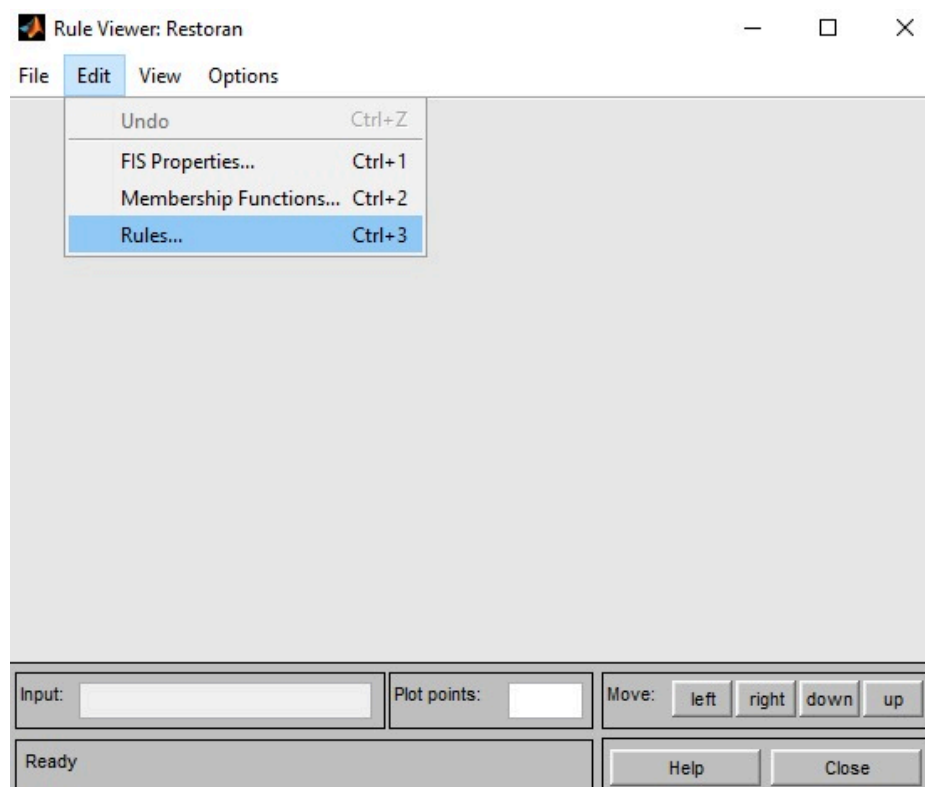 Rule Viewer: Restoran
File Edit View Options
Undo Ctrl+Z
FIS Properties... Ctrl+1
Membership Functions... Ctrl+2
Rules... Ctrl+3
Input: Plot points: Move: left right down up
Ready Help Close